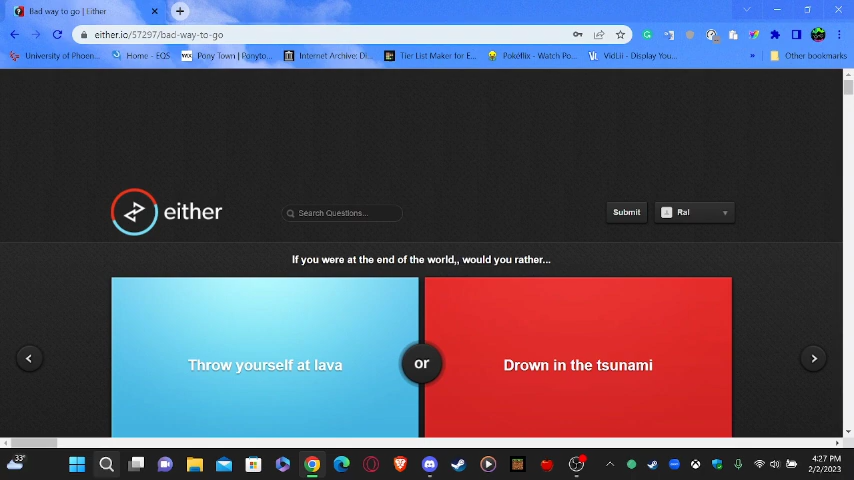 Bad way to go | Either
either.io/57297/bad-way-to-go
University of Phoen...
Home - EQS
Pony Town | Ponyto...
Internet Archive: Di...
Tier List Maker for E...
Pokéflix - Watch Po...
VidLii - Display You...
»
Other bookmarks
either
Search Questions...
Submit
Ral
If you were at the end of the world,, would you rather...
Throw yourself at lava
or
Drown in the tsunami
33°
4:27 PM
2/2/2023